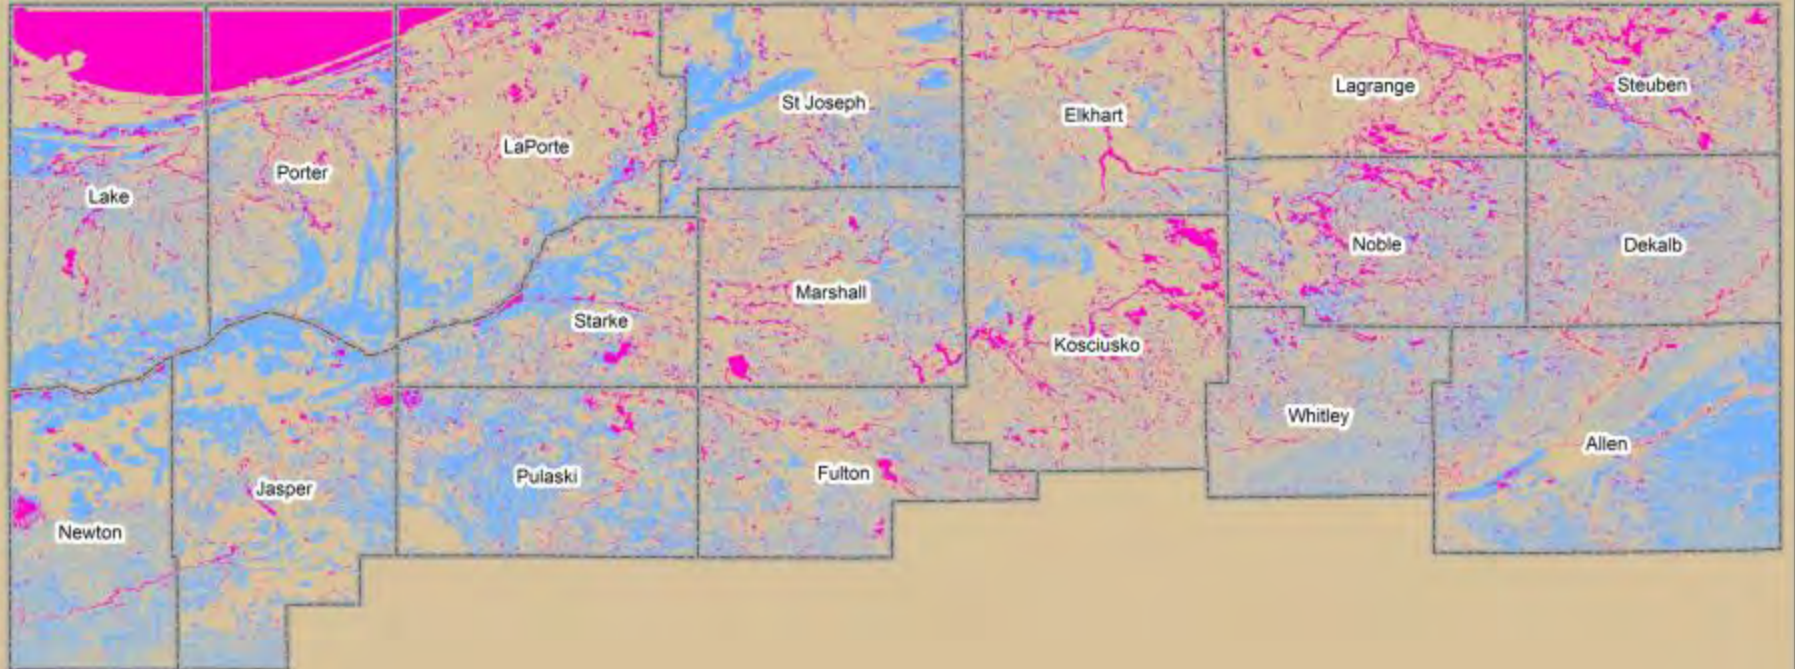 Lagrange
Steuben
St Joseph
Elkhart
LaPorte
Porter
Lake
Noble
Dekalb
Marshall
Starke
Kosciusko
Whitley
Allen
Fulton
Pulaski
Jasper
Newton